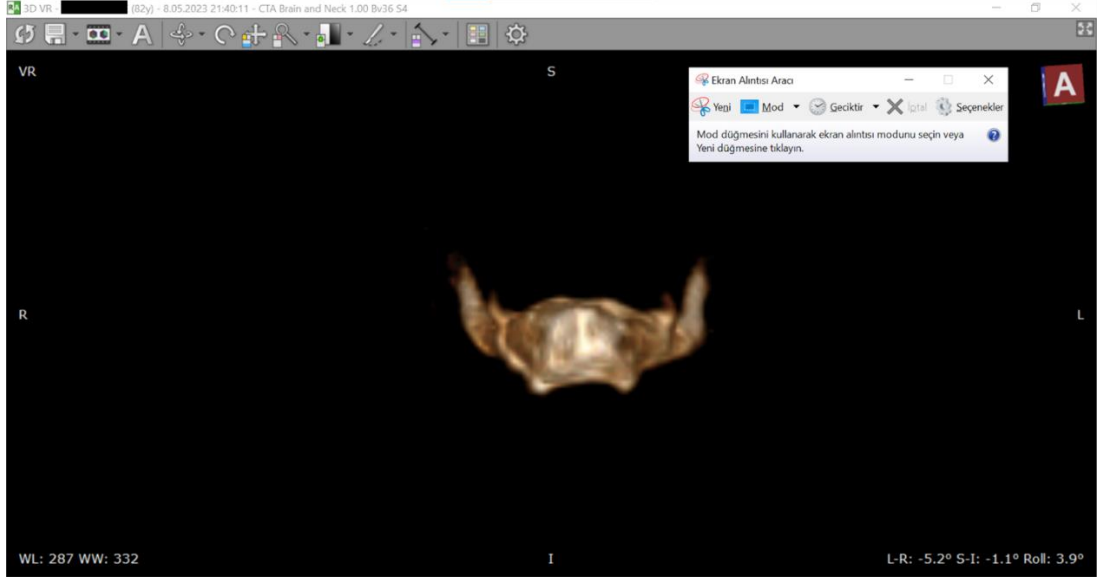 3D VR - (82y) - 8.05.2023 21:40:11 - CTA Brain and Neck 1.00 Bv36 S4
A
VR
S
Ekran Alıntısı Aracı
A
Yeni Mod Geciktir İptal Seçenekler
Mod düğmesini kullanarak ekran alıntısı modunu seçin veya
Yeni düğmesine tıklayın.
R
L
WL: 287 WW: 332
I
L-R: -5.2° S-I: -1.1° Roll: 3.9°